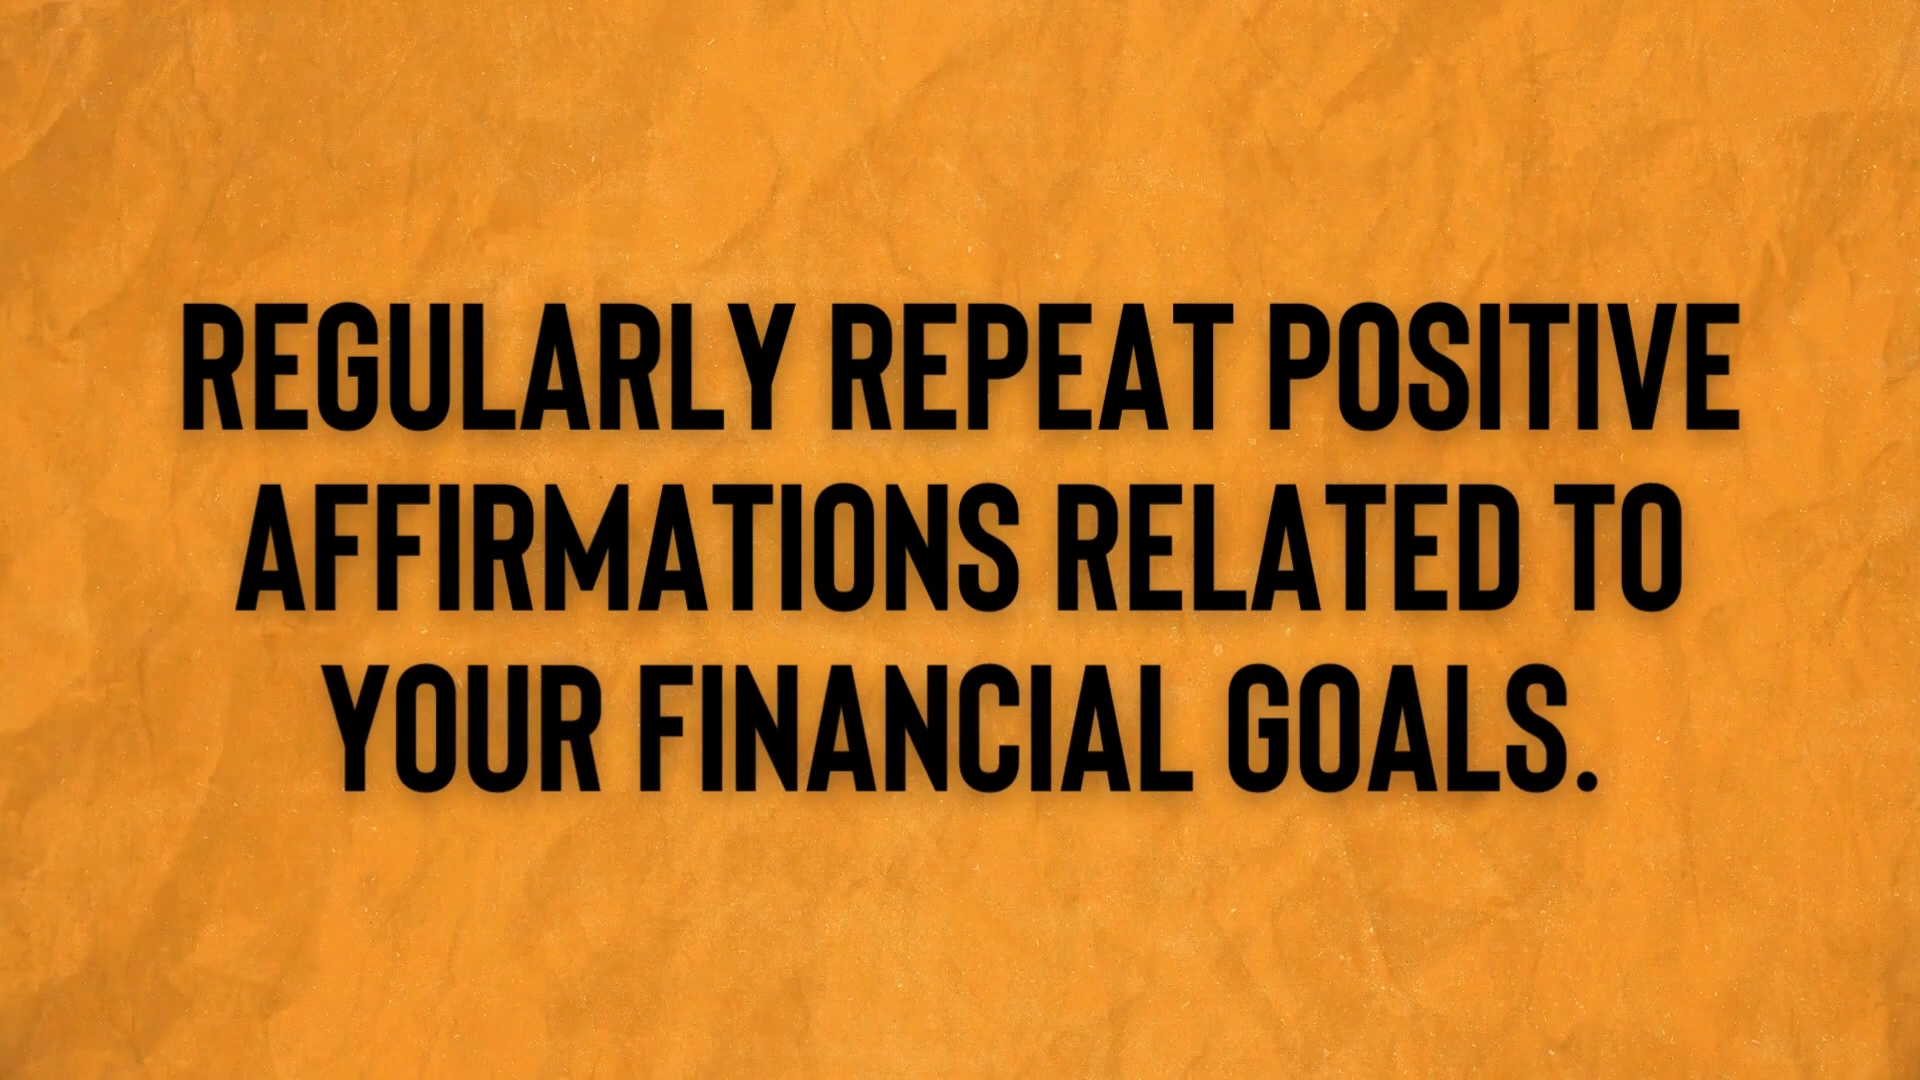 REGULARLY REPEAT POSITIVE
AFFIRMATIONS RELATED TO
YOUR FINANCIAL GOALS.